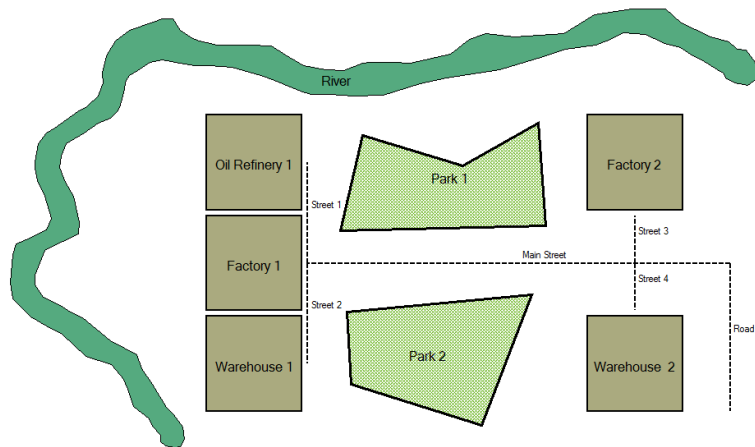 River
Oil Refinery 1
Park 1
Factory 2
Street 1
Street 3
Main Street
Factory 1
Street 4
Street 2
Road
Warehouse 1
Park 2
Warehouse  2